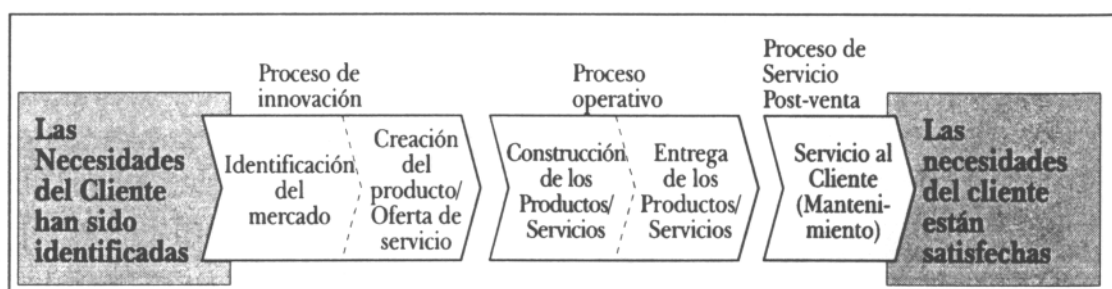 Proceso de
innovación
Proceso
operativo
Proceso de
Servicio
Post-venta
Las
Necesidades
del Cliente
han sido
identificadas
Identificación
del
mercado
Creación
del
producto/
Oferta de
servicio
Construcción
de los
Productos/
Servicios
Entrega
de los
Productos/
Servicios
Servicio al
Cliente
(Manteni-
miento)
Las
necesidades
del cliente
están
satisfechas